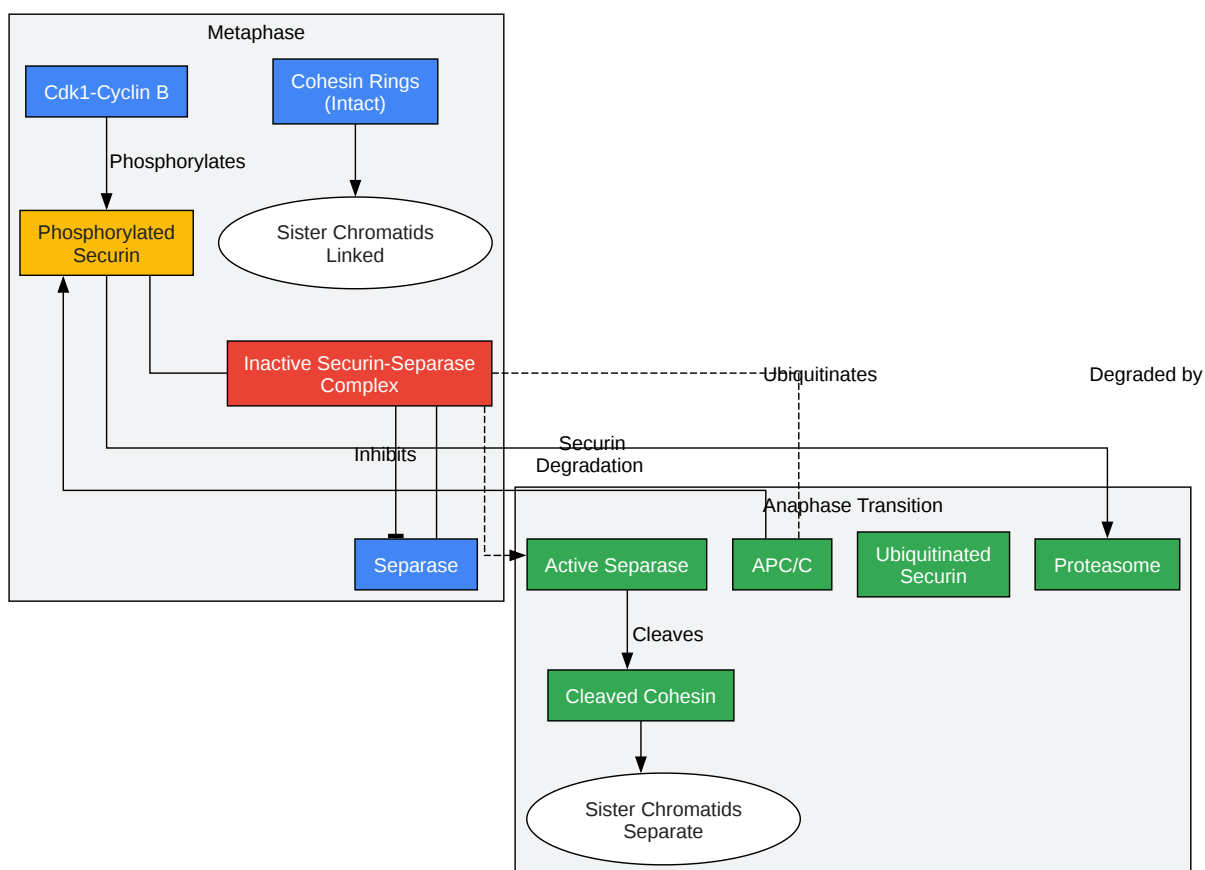 Metaphase
Cdk1-Cyclin B
Cohesin Rings
(Intact)
Phosphorylates
Phosphorylated
Securin
Sister Chromatids
Linked
Inactive Securin-Separase
Complex
Ubiquitinates
Degraded by
Inhibits
Securin
Degradation
Anaphase Transition
Separase
Active Separase
APC/C
Ubiquitinated
Securin
Proteasome
Cleaves
Cleaved Cohesin
Sister Chromatids
Separate